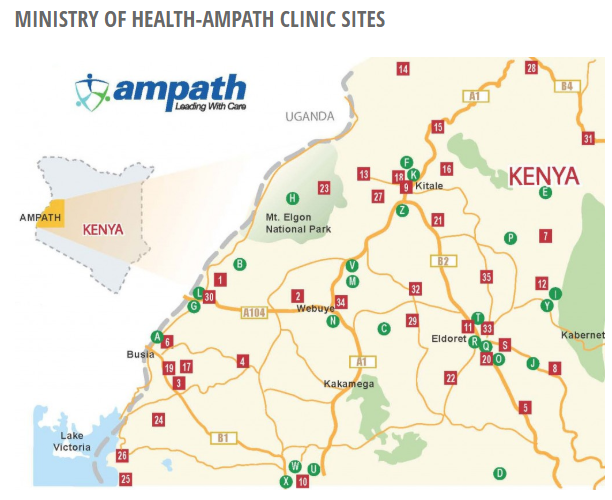 MINISTRY OF HEALTH-AMPATH CLINIC SITES
ampath
Leading With Care
UGANDA
14
28
A1
B4
15
31
F
K
18
9
Kitale
13
27
16
KENYA
E
H
23
Mt. Elgon
National Park
AMPATH
KENYA
Z
21
P
7
B
V
M
B2
1
L
30
G
A104
2
Webuye
34
N
32
35
12
I
Y
29
C
T
11
33
Eldoret
R
Q
S
20
O
J
8
Kabernet
A
6
Busia
19
17
3
4
A1
Kakamega
22
5
24
B1
Lake
Victoria
26
25
W
U
X
10
D